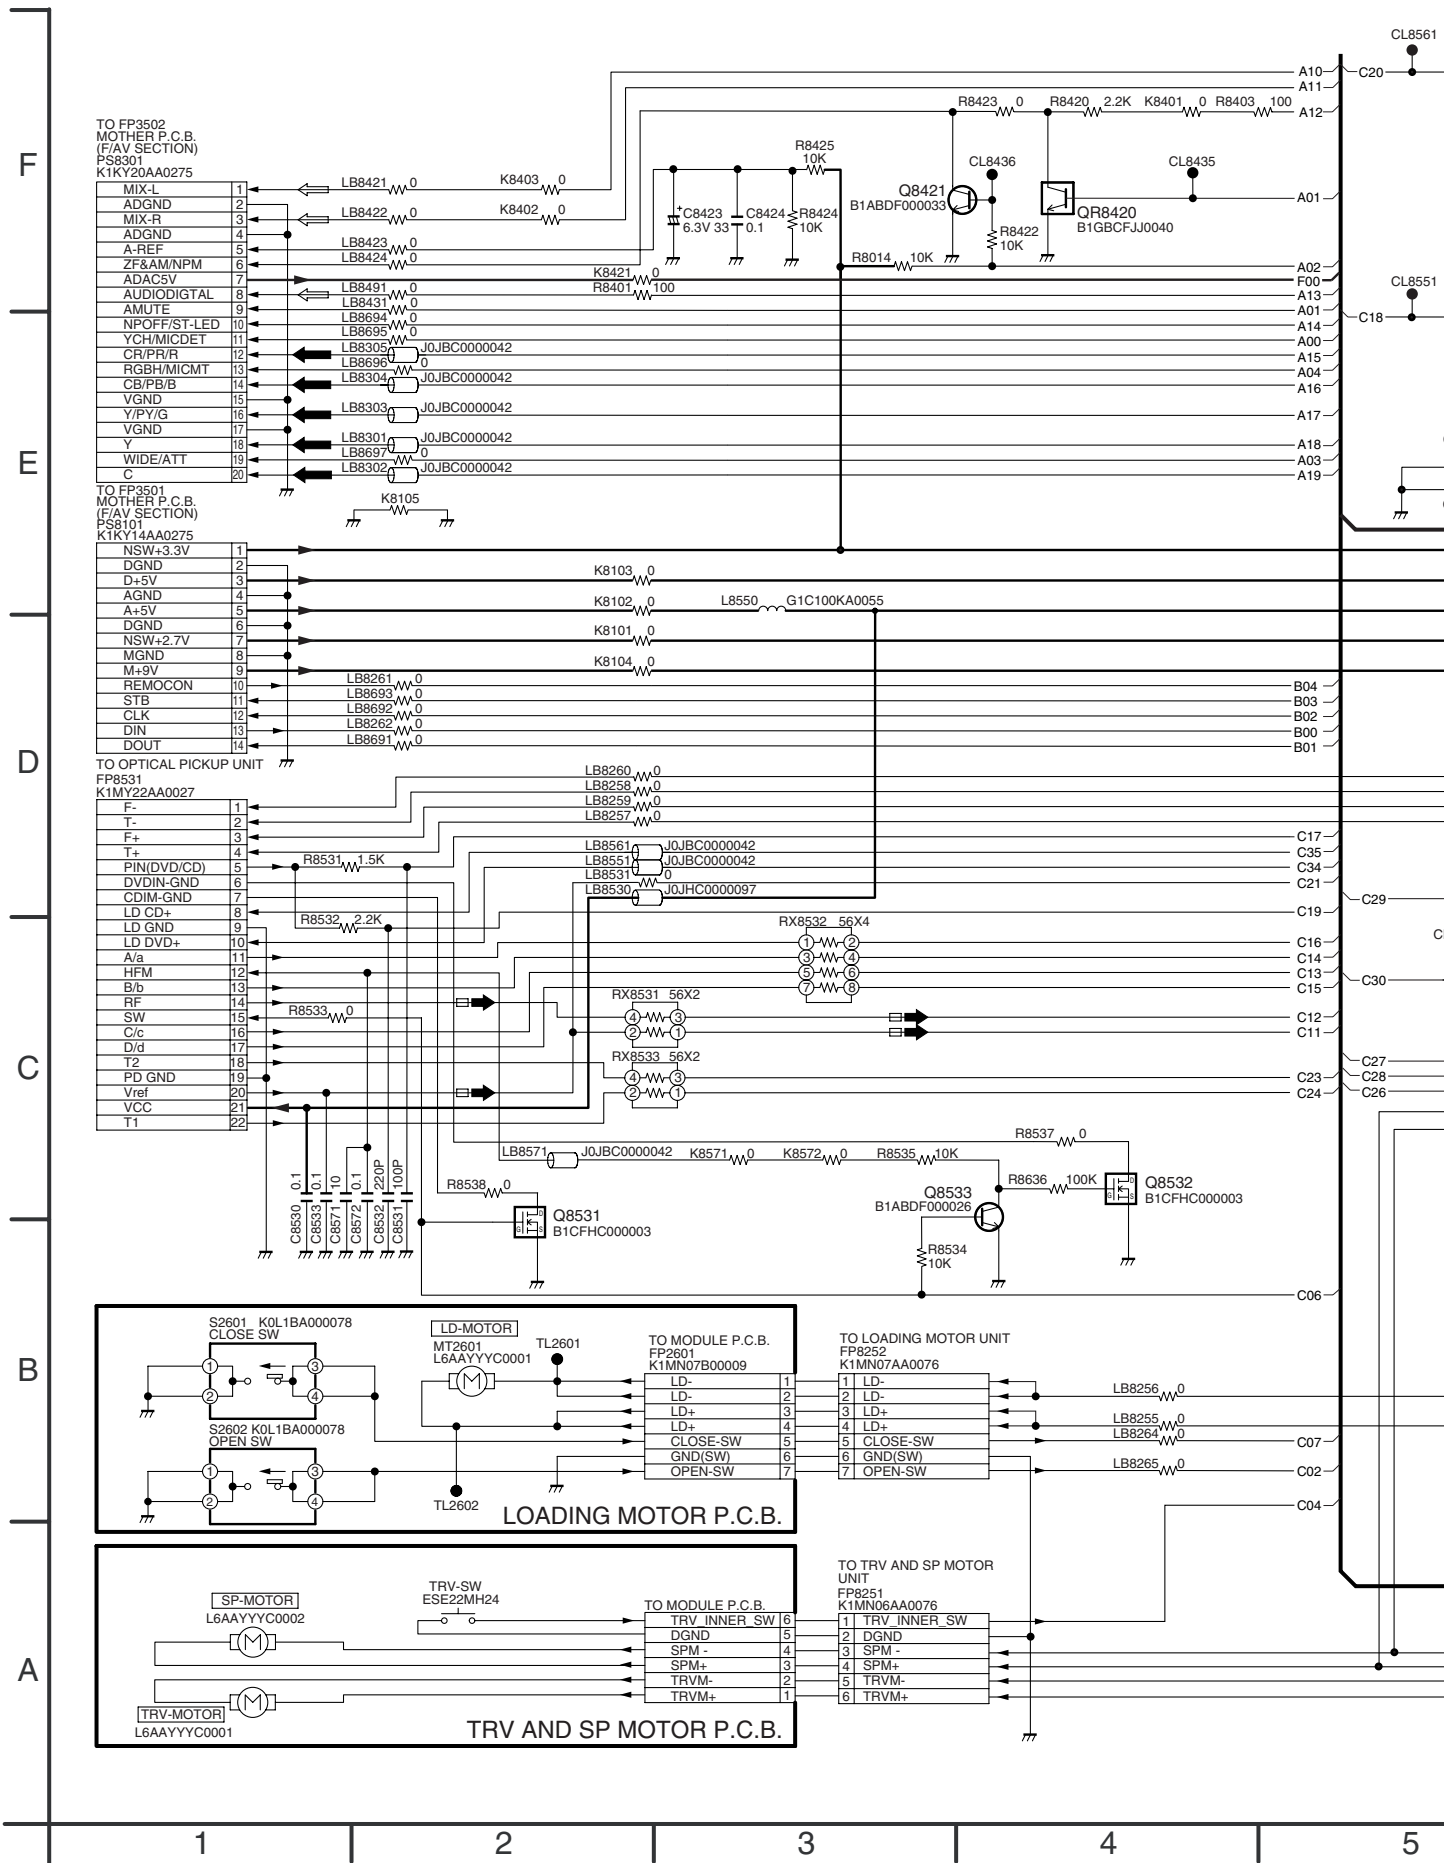 CL8561
A10
C20
A11
R8423 0
R8420 2.2K
K8401 0
R8403 100
A12
TO FP3502
MOTHER P.C.B.
(F/AV SECTION)
PS8301
K1KY20AA0275
F
R8425
10K
CL8436
CL8435
MIX-L 1
LB8421 0
K8403 0
Q8421
B1ABDF000033
A01
ADGND 2
MIX-R 3
LB8422 0
K8402 0
+ C8423
6.3V 33
C8424
0.1
R8424
10K
QR8420
B1GBCFJJ0040
ADGND 4
R8422
10K
A-REF 5
LB8423 0
ZF&AM/NPM 6
LB8424 0
R8014 10K
A02
ADAC5V 7
K8421 0
F00
CL8551
AUDIODIGTAL 8
LB8491 0
R8401 100
A13
AMUTE 9
LB8431 0
A01
C18
NPOFF/ST-LED 10
LB8694 0
A14
YCH/MICDET 11
LB8695 0
A00
CR/PR/R 12
LB8305 J0JBC0000042
A15
RGBH/MICMT 13
LB8696 0
A04
CB/PB/B 14
LB8304 J0JBC0000042
A16
VGND 15
Y/PY/G 16
LB8303 J0JBC0000042
A17
VGND 17
Y 18
LB8301 J0JBC0000042
A18
WIDE/ATT 19
LB8697 0
A03
C 20
LB8302 J0JBC0000042
A19
E
TO FP3501
MOTHER P.C.B.
(F/AV SECTION)
PS8101
K1KY14AA0275
K8105
NSW+3.3V 1
DGND 2
D+5V 3
K8103 0
AGND 4
A+5V 5
K8102 0
L8550 G1C100KA0055
DGND 6
NSW+2.7V 7
K8101 0
MGND 8
M+9V 9
K8104 0
REMOCON 10
LB8261 0
B04
STB 11
LB8693 0
B03
CLK 12
LB8692 0
B02
DIN 13
LB8262 0
B00
DOUT 14
LB8691 0
B01
D
TO OPTICAL PICKUP UNIT
FP8531
K1MY22AA0027
LB8260 0
LB8258 0
LB8259 0
LB8257 0
F- 1
T- 2
F+ 3
C17
T+ 4
LB8561 J0JBC0000042
C35
PIN(DVD/CD) 5
R8531 1.5K
LB8551 J0JBC0000042
C34
DVDIN-GND 6
LB8531 0
C21
CDIM-GND 7
LB8530 J0JHC0000097
C29
LD CD+ 8
C19
LD GND 9
R8532 2.2K
RX8532 56X4
LD DVD+ 10
1 2
C16
A/a 11
3 4
C14
HFM 12
5 6
C13
C30
B/b 13
7 8
C15
RF 14
RX8531 56X2
SW 15
R8533 0
4 3
C12
C/c 16
2 1
C11
D/d 17
RX8533 56X2
C27
T2 18
C
PD GND 19
4 3
C23
C28
Vref 20
2 1
C24
C26
VCC 21
T1 22
R8537 0
LB8571 J0JBC0000042
K8571 0
K8572 0
R8535 10K
C8530 0.1
C8533 0.1
C8571 10
C8572 0.1
C8532 220P
C8531 100P
R8538 0
R8636 100K
D
G S
Q8532
B1CFHC000003
Q8533
B1ABDF000026
D
G S
Q8531
B1CFHC000003
R8534
10K
C06
S2601 K0L1BA000078
CLOSE SW
LD-MOTOR
MT2601
L6AAYYYC0001
M
TL2601
TO MODULE P.C.B.
FP2601
K1MN07B00009
TO LOADING MOTOR UNIT
FP8252
K1MN07AA0076
B
1 3
2 4
LD- 1
1 LD-
LD- 2
2 LD-
LB8256 0
LD+ 3
3 LD+
LD+ 4
4 LD+
LB8255 0
S2602 K0L1BA000078
OPEN SW
CLOSE-SW 5
5 CLOSE-SW
LB8264 0
C07
GND(SW) 6
6 GND(SW)
1 3
OPEN-SW 7
7 OPEN-SW
LB8265 0
C02
2 4
TL2602
LOADING MOTOR P.C.B.
C04
TO TRV AND SP MOTOR
UNIT
FP8251
K1MN06AA0076
SP-MOTOR
L6AAYYYC0002
M
TRV-SW
ESE22MH24
TO MODULE P.C.B.
TRV_INNER_SW 6
1 TRV_INNER_SW
DGND 5
2 DGND
SPM - 4
3 SPM -
A
SPM+ 3
4 SPM+
TRVM- 2
5 TRVM-
TRVM+ 1
6 TRVM+
M
TRV-MOTOR
L6AAYYYC0001
TRV AND SP MOTOR P.C.B.
1 2 3 4 5